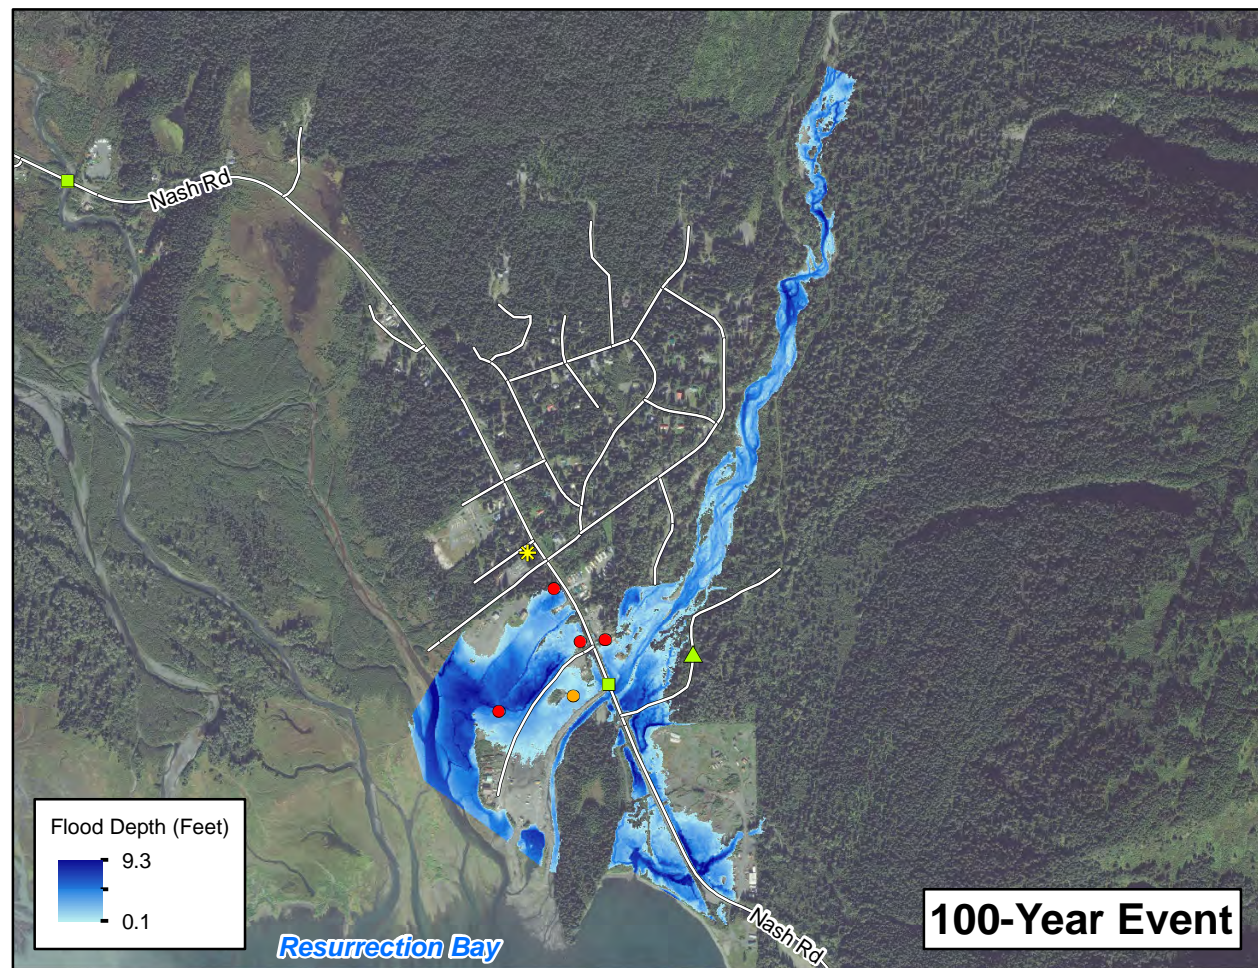 Nash Rd
Flood Depth (Feet)
9.3
0.1
Resurrection Bay
100-Year Event
Nash Rd